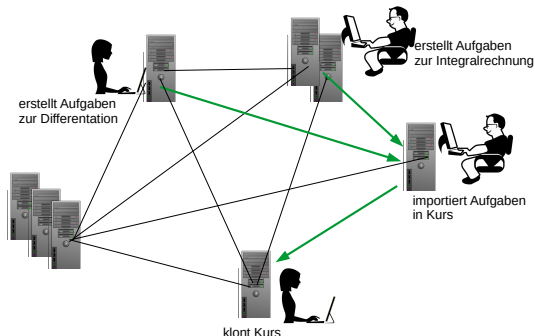 erstellt Aufgaben
zur Integralrechnung
erstellt Aufgaben
zur Differentation
importiert Aufgaben
in Kurs
klont Kurs